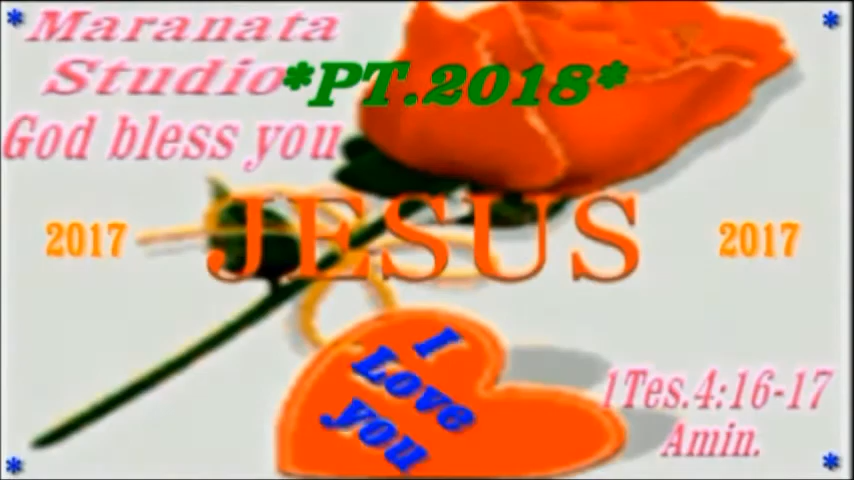 * Maranata *
Studio *PT.2018*
God bless you
JESUS
2017 2017
I
Love
you
1Tes.4:16-17
Amin.
* *